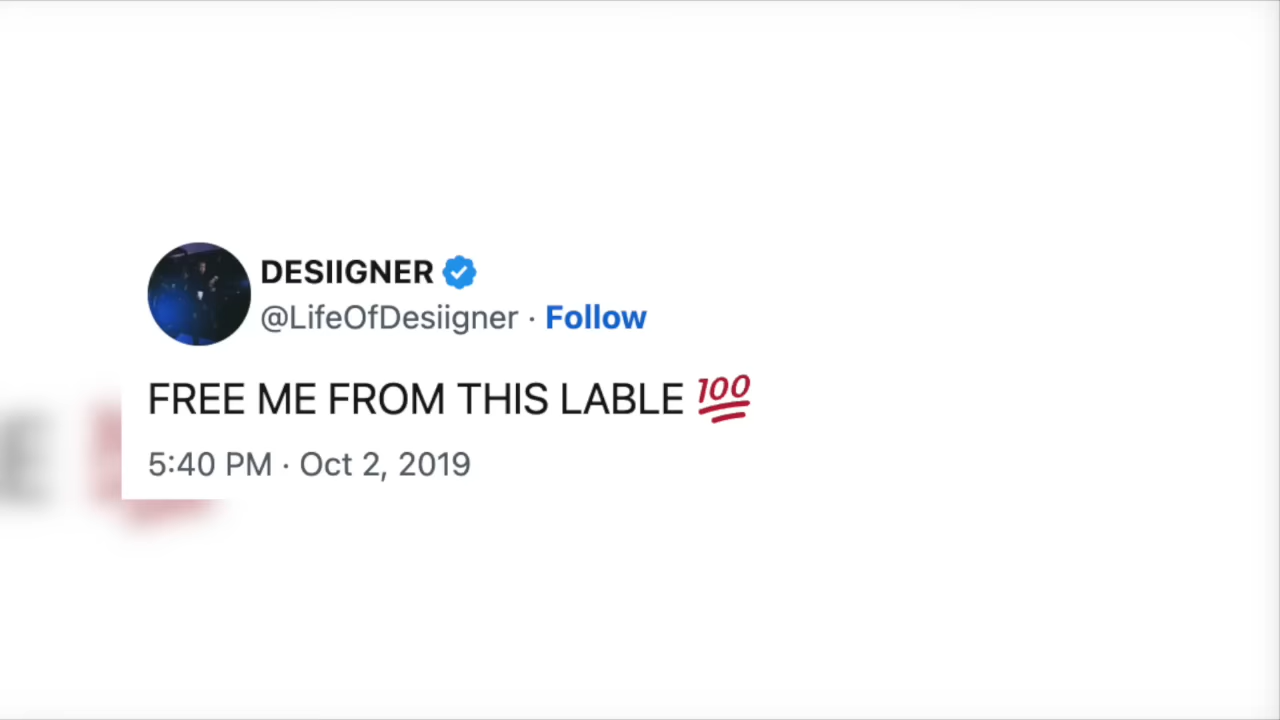 DESIIGNER
@LifeOfDesiigner · Follow
FREE ME FROM THIS LABLE 💯
5:40 PM · Oct 2, 2019